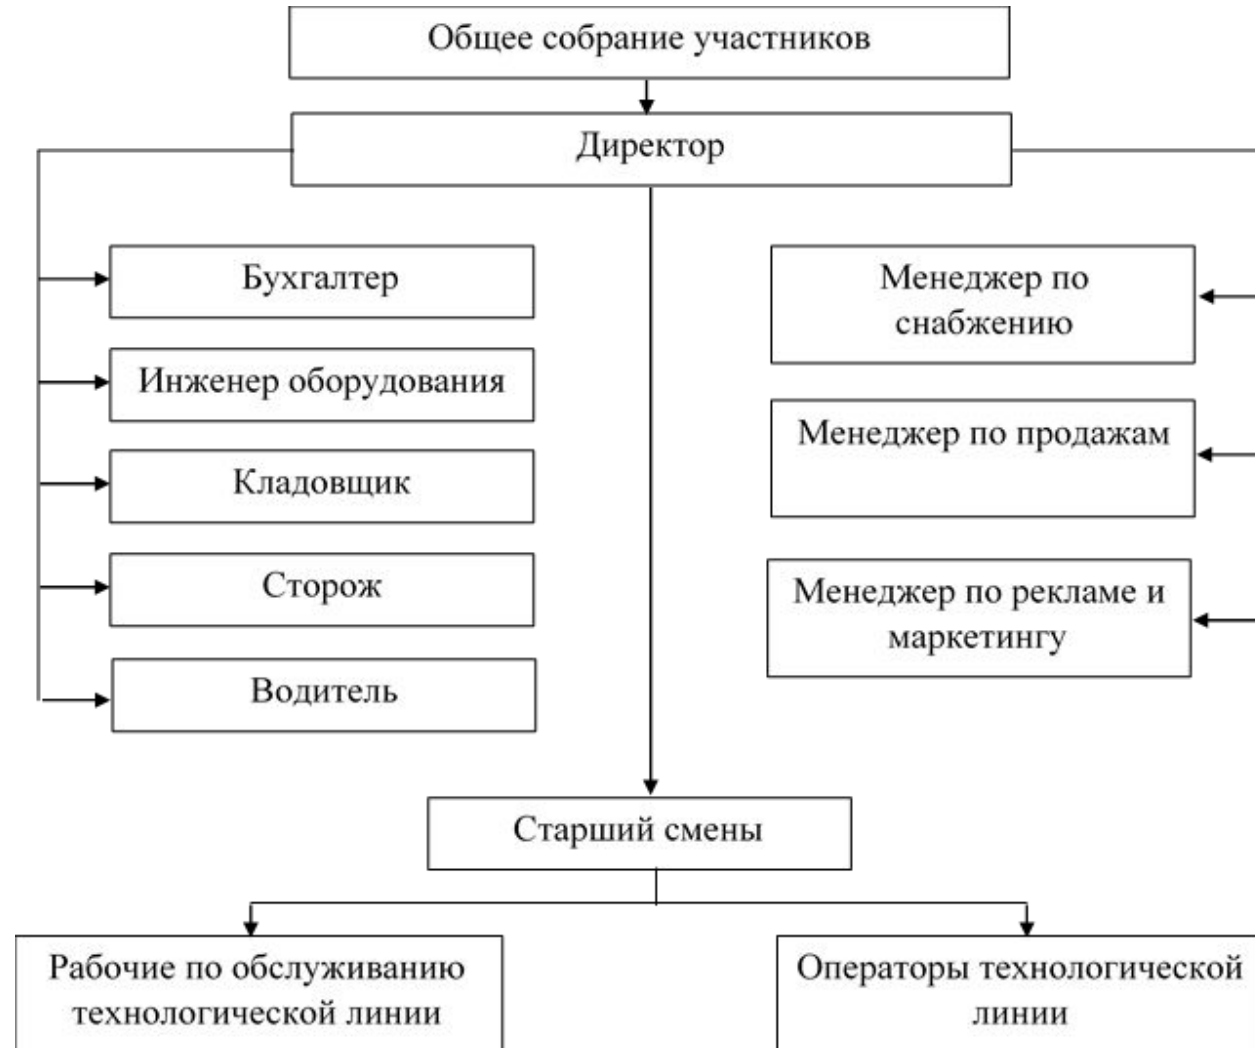 Общее собрание участников
Директор
Бухгалтер
Инженер оборудования
Кладовщик
Сторож
Водитель
Менеджер по
снабжению
Менеджер по продажам
Менеджер по рекламе и
маркетингу
Старший смены
Рабочие по обслуживанию
технологической линии
Операторы технологической
линии